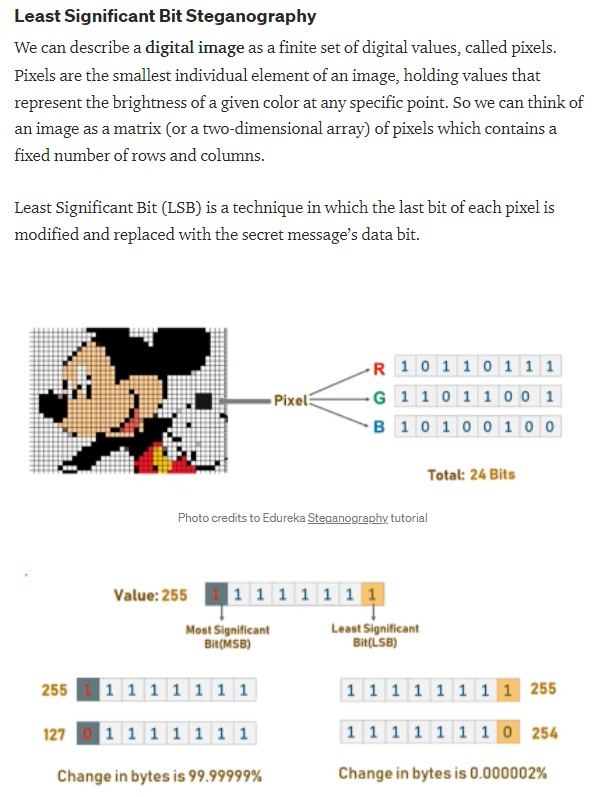 Least Significant Bit Steganography
We can describe a digital image as a finite set of digital values, called pixels.
Pixels are the smallest individual element of an image, holding values that
represent the brightness of a given color at any specific point. So we can think of
an image as a matrix (or a two-dimensional array) of pixels which contains a
fixed number of rows and columns.
Least Significant Bit (LSB) is a technique in which the last bit of each pixel is
modified and replaced with the secret message's data bit.
R 1 0 1 1 0 1 1 1
Pixel G 1 1 0 1 1 0 0 1
B 1 0 1 0 0 1 0 0
Total: 24 Bits
Photo credits to Edureka Steganography tutorial
Value: 255 1 1 1 1 1 1 1 1
Most Significant Bit(MSB)
Least Significant Bit(LSB)
255 1 1 1 1 1 1 1 1
1 1 1 1 1 1 1 1 255
127 0 1 1 1 1 1 1 1
1 1 1 1 1 1 1 0 254
Change in bytes is 99.99999%
Change in bytes is 0.000002%